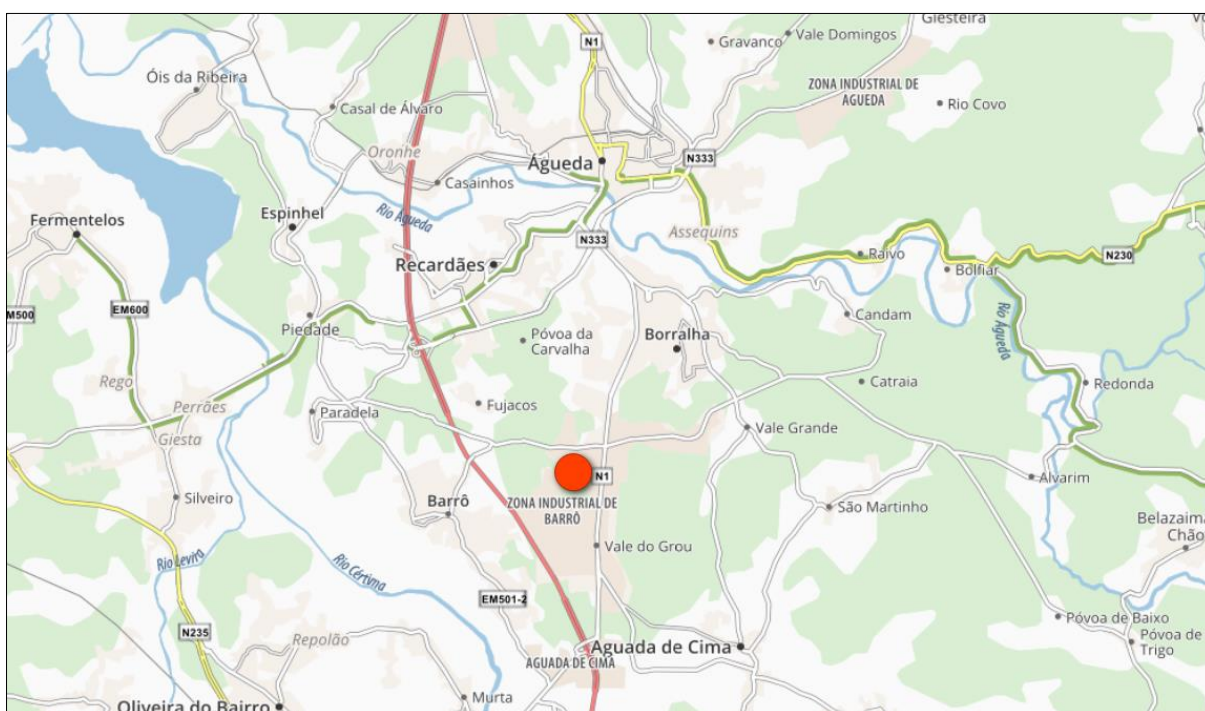 Giesteira
Vale Domingos
Gravanco
N1
Óis da Ribeira
ZONA INDUSTRIAL DE
AGUEDA
Rio Covo
Casal de Álvaro
Oronhe
Águeda
N333
Casainhos
Rio Águeda
Espinhel
Fermentelos
Assequins
N333
Raivo
N230
Recardães
Bolfiar
EM600
M500
Piedade
Póvoa da
Carvalha
Candam
Rio Águeda
Borralha
Rego
Catraia
Redonda
Perrães
Paradela
Fujacos
Giesta
Vale Grande
N1
Alvarim
Silveiro
ZONA INDUSTRIAL DE
BARRÔ
Barrô
São Martinho
Belazaima
Chão
Vale do Grou
Rio Levira
Rio Cértima
EM501-2
Póvoa de Baixo
N235
Repolão
Póvoa de
Trigo
Aguada de Cima
AGUADA DE CIMA
Murta
Oliveira do Bairro